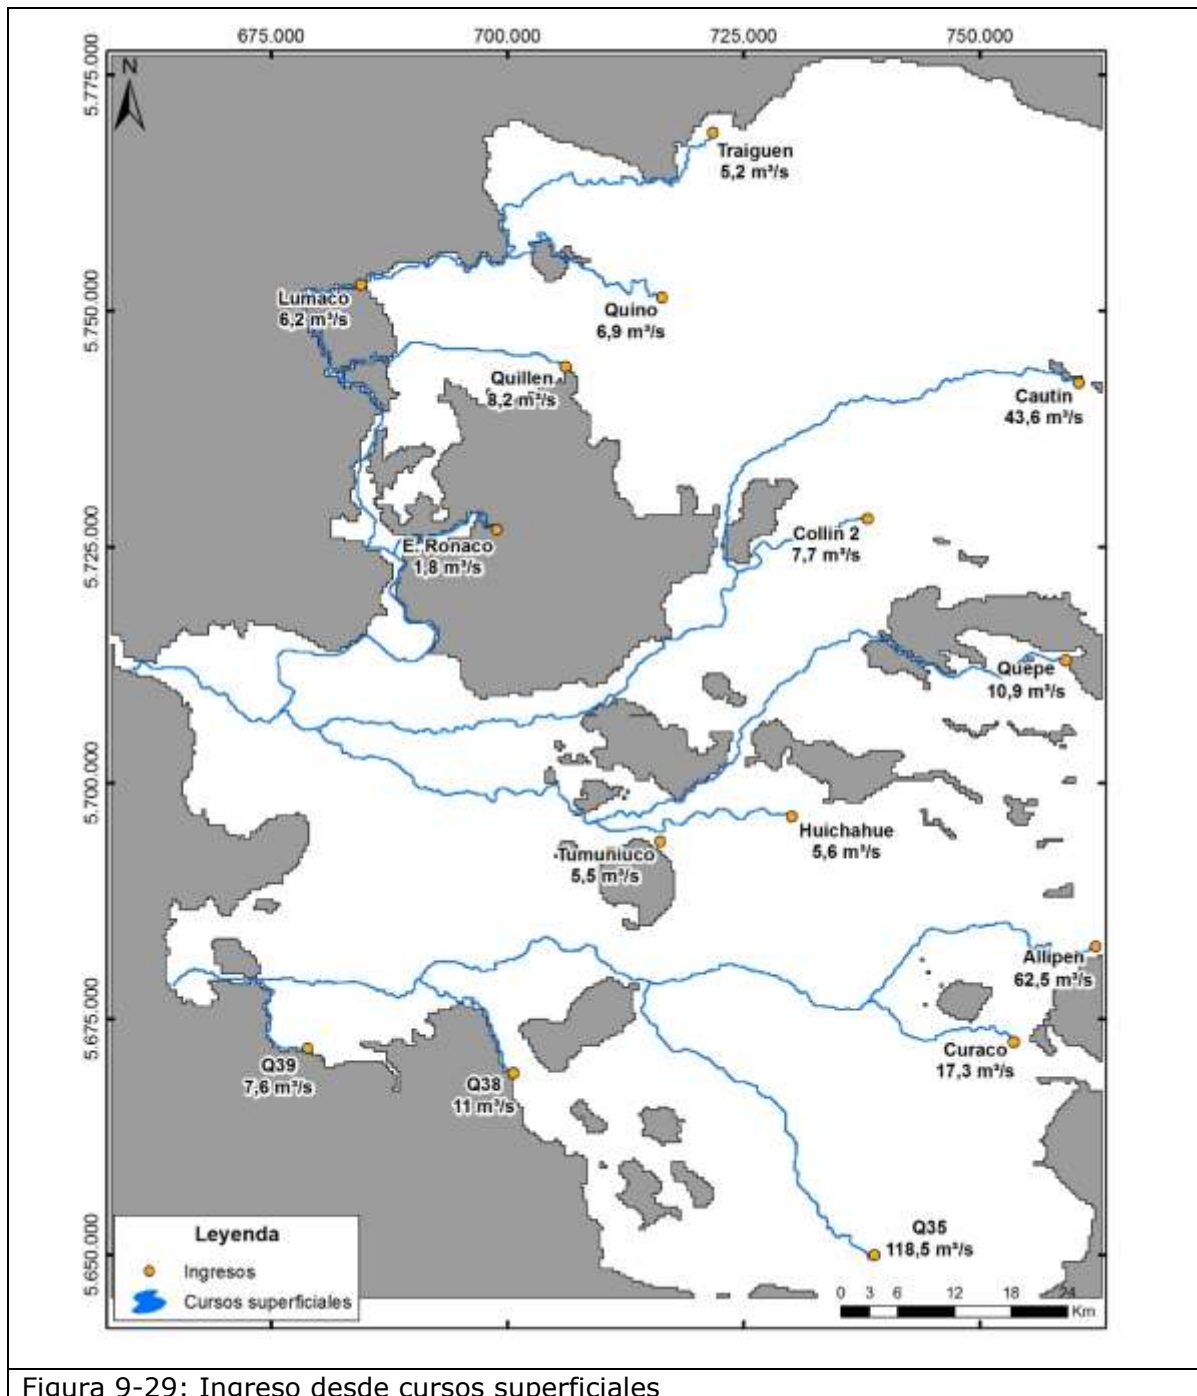 675.000 700.000 725.000 750.000
5.775.000
N
Traiguen
5,2 m³/s
Lumaco
6,2 m³/s
5.750.000
Quino
6,9 m³/s
Quillen
8,2 m³/s
Cautin
43,6 m³/s
E. Ronaco
1,8 m³/s
5.725.000
Collin 2
7,7 m³/s
Quepe
10,9 m³/s
5.700.000
Huichahue
5,6 m³/s
Tumuniuco
5,5 m³/s
Allipen
62,5 m³/s
5.675.000
Curaco
17,3 m³/s
Q39
7,6 m³/s
Q38
11 m³/s
Q35
118,5 m³/s
5.650.000
Leyenda
Ingresos
Cursos superficiales
0 3 6 12 18 24
Km
Figura 9-29: Ingreso desde cursos superficiales